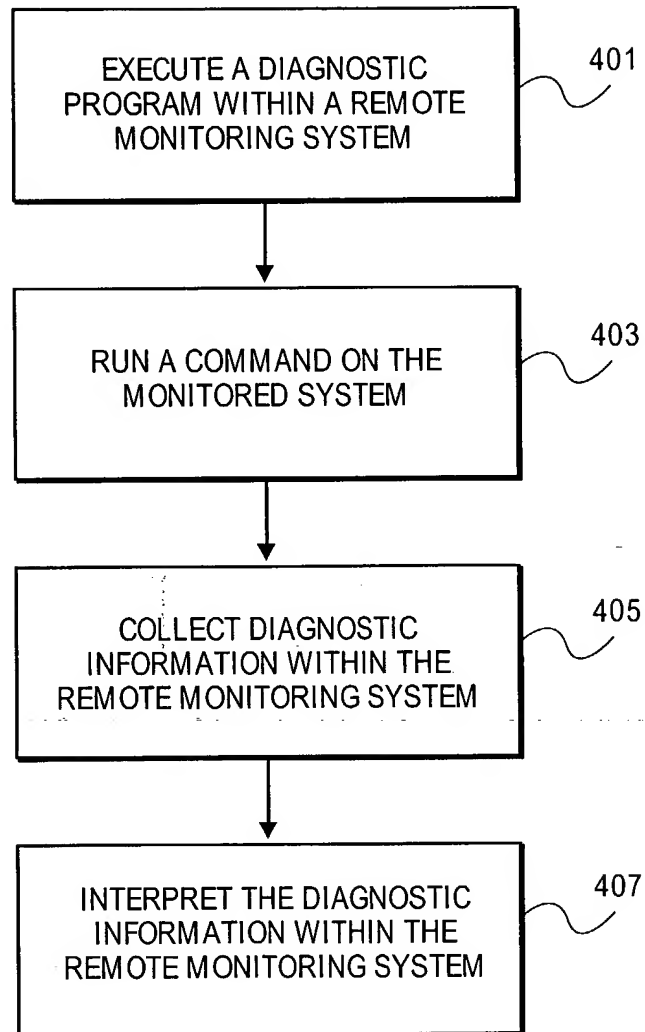 EXECUTE A DIAGNOSTIC
PROGRAM WITHIN A REMOTE
MONITORING SYSTEM
401
RUN A COMMAND ON THE
MONITORED SYSTEM
403
COLLECT DIAGNOSTIC
INFORMATION WITHIN THE
REMOTE MONITORING SYSTEM
405
INTERPRET THE DIAGNOSTIC
INFORMATION WITHIN THE
REMOTE MONITORING SYSTEM
407